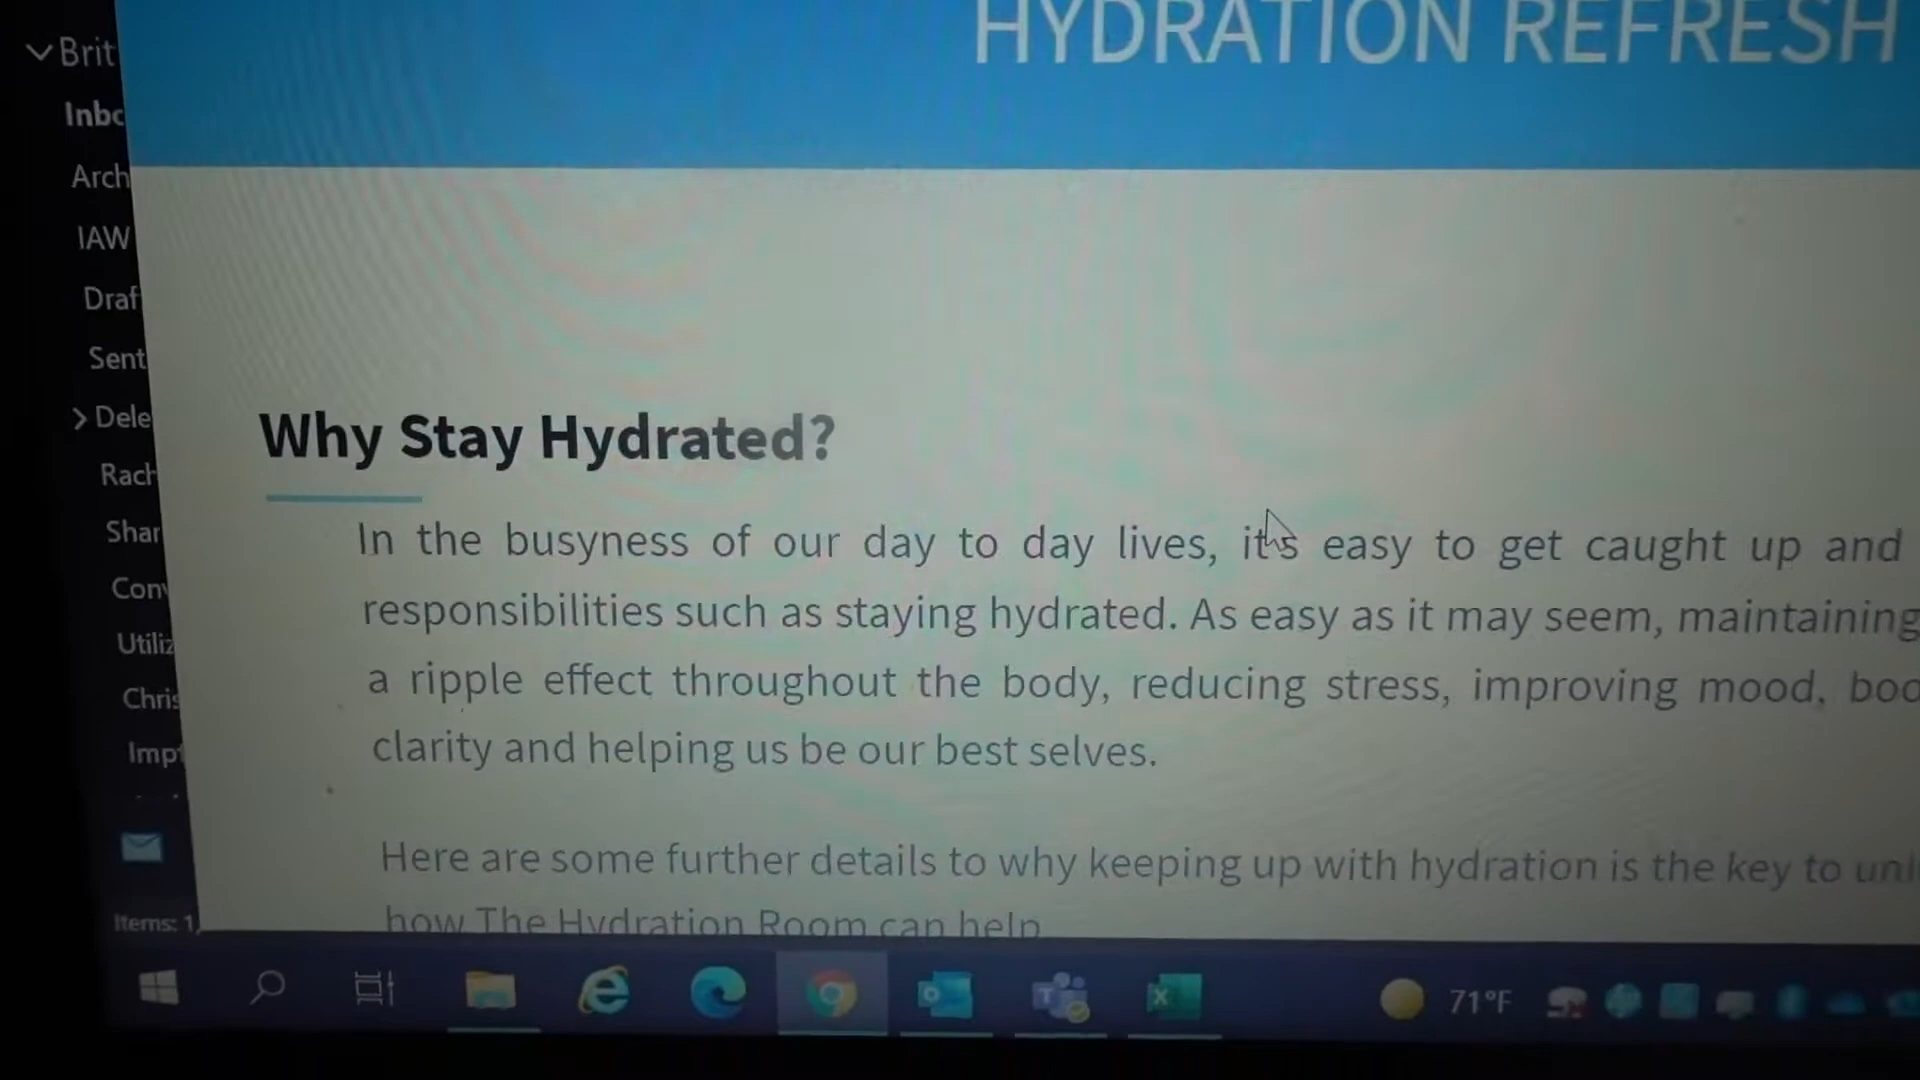 HYDRATION REFRESH
Brit
Inbc
Arch
IAW
Draf
Sent
Dele
Rach
Shar
Conv
Utiliz
Chris
Items: 1
Why Stay Hydrated?
In the busyness of our day to day lives, it's easy to get caught up and
responsibilities such as staying hydrated. As easy as it may seem, maintaining
a ripple effect throughout the body, reducing stress, improving mood, boo
clarity and helping us be our best selves.
Here are some further details to why keeping up with hydration is the key to unl
how The Hydration Room can help
71°F